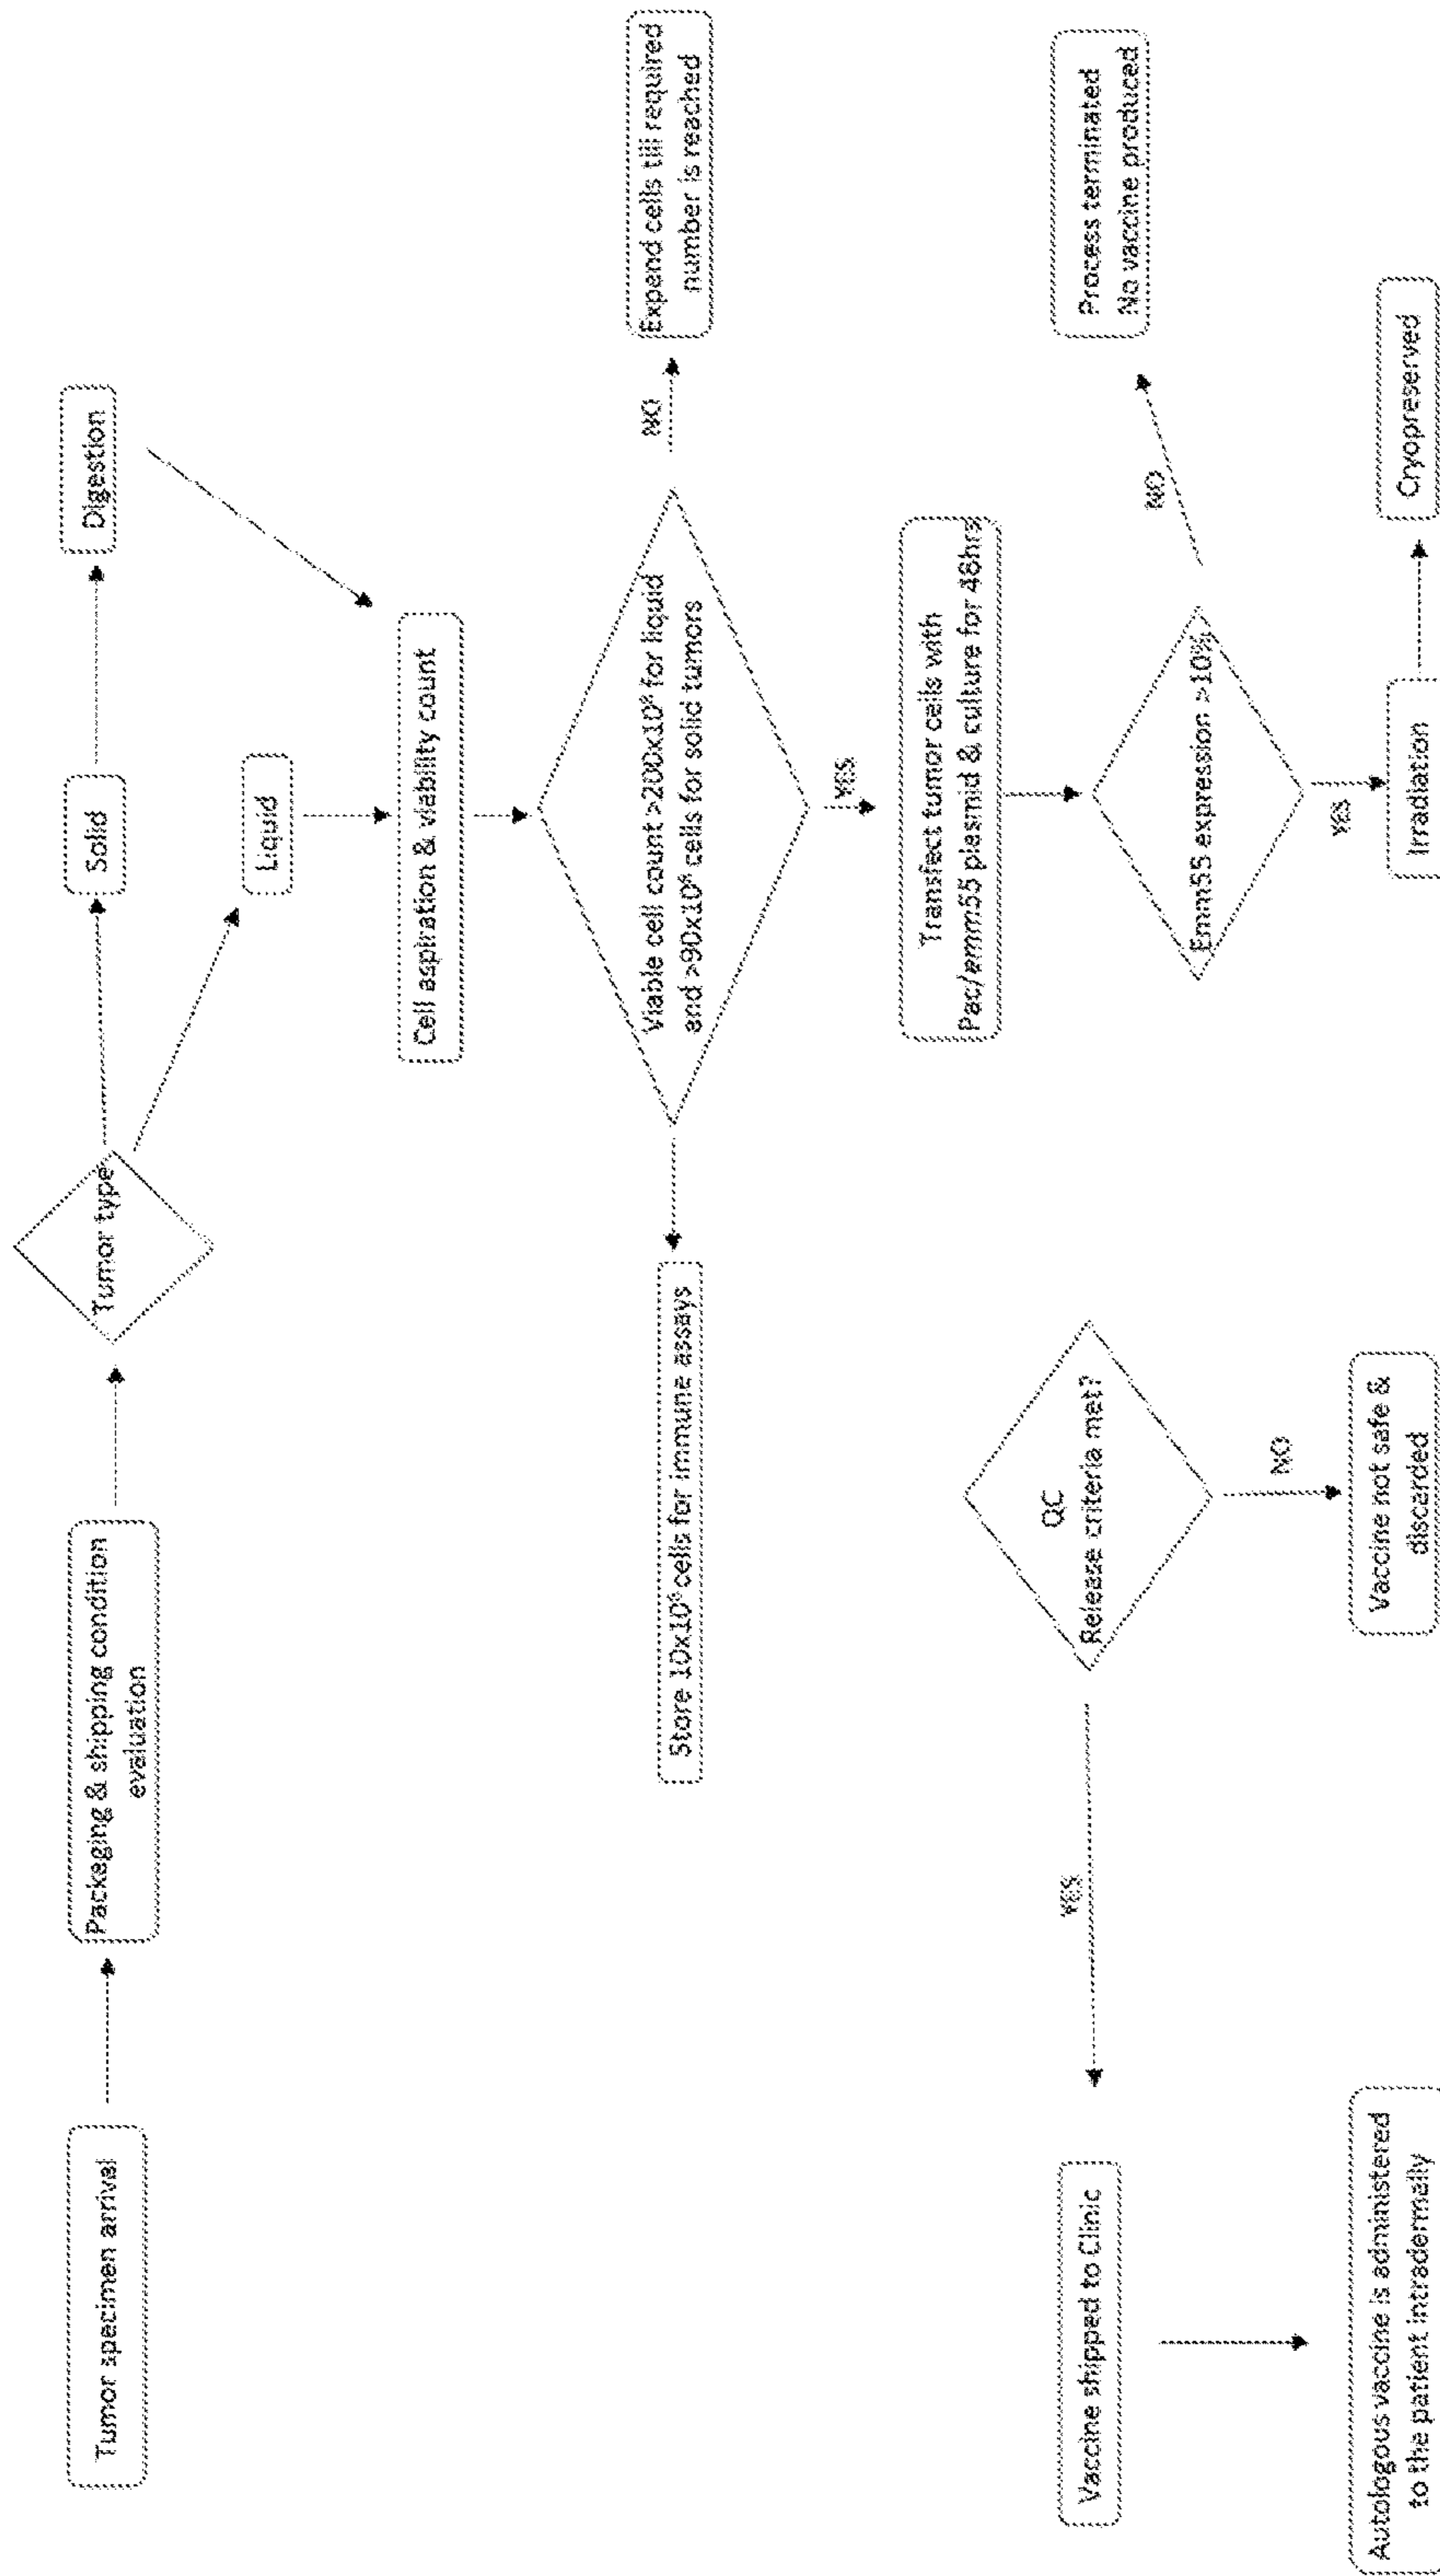 Tumor specimen arrival
Packaging & shipping condition
evaluation
Tumor type
Solid
Digestion
Liquid
Cell aspiration & viability count
Viable cell count >200x10⁶ for liquid
and >90x10⁶ cells for solid tumors
NO
Expand cells till required
number is reached
Store 10x10⁶ cells for immune assays
YES
Transfect tumor cells with
Pac/emm55 plasmid & culture for 48hrs
Emm55 expression >10%
NO
Process terminated
No vaccine produced
YES
Irradiation
Cryopreserved
QC
Release criteria met?
NO
Vaccine not safe &
discarded
YES
Vaccine shipped to Clinic
Autologous vaccine is administered
to the patient intradermally